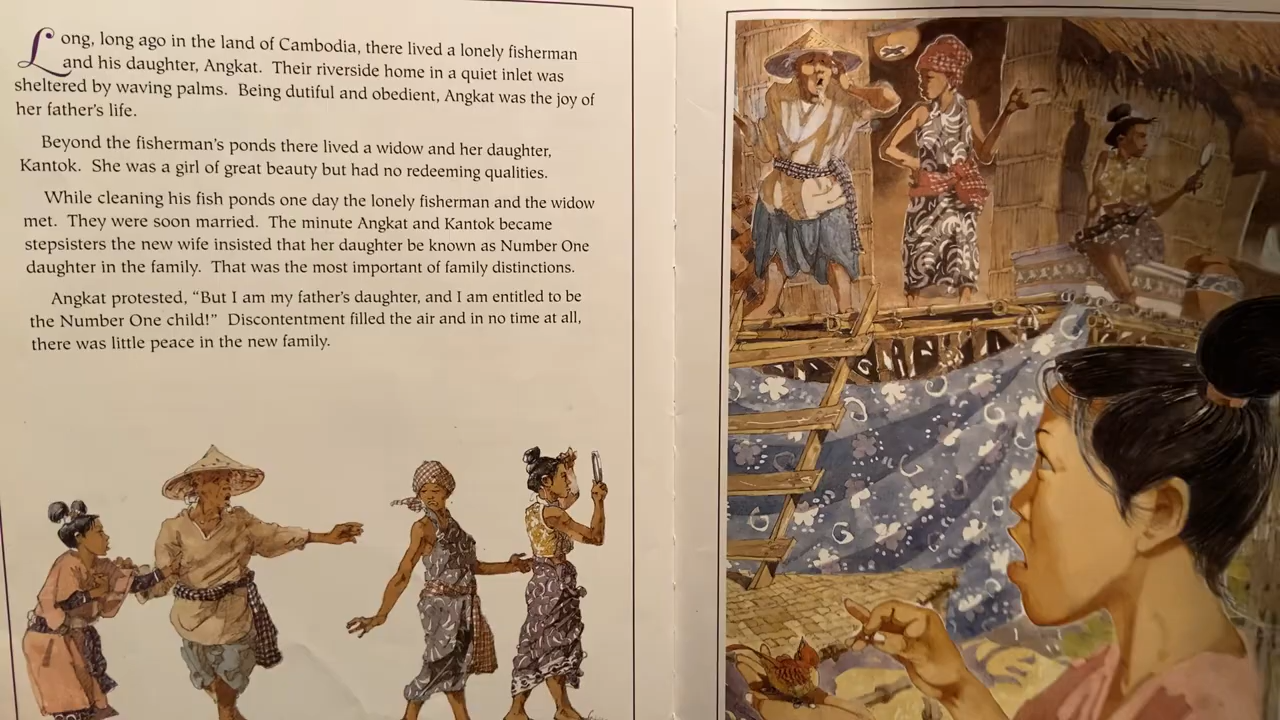 Long, long ago in the land of Cambodia, there lived a lonely fisherman
and his daughter, Angkat. Their riverside home in a quiet inlet was
sheltered by waving palms. Being dutiful and obedient, Angkat was the joy of
her father's life.
Beyond the fisherman's ponds there lived a widow and her daughter,
Kantok. She was a girl of great beauty but had no redeeming qualities.
While cleaning his fish ponds one day the lonely fisherman and the widow
met. They were soon married. The minute Angkat and Kantok became
stepsisters the new wife insisted that her daughter be known as Number One
daughter in the family. That was the most important of family distinctions.
Angkat protested, “But I am my father's daughter, and I am entitled to be
the Number One child!” Discontentment filled the air and in no time at all,
there was little peace in the new family.